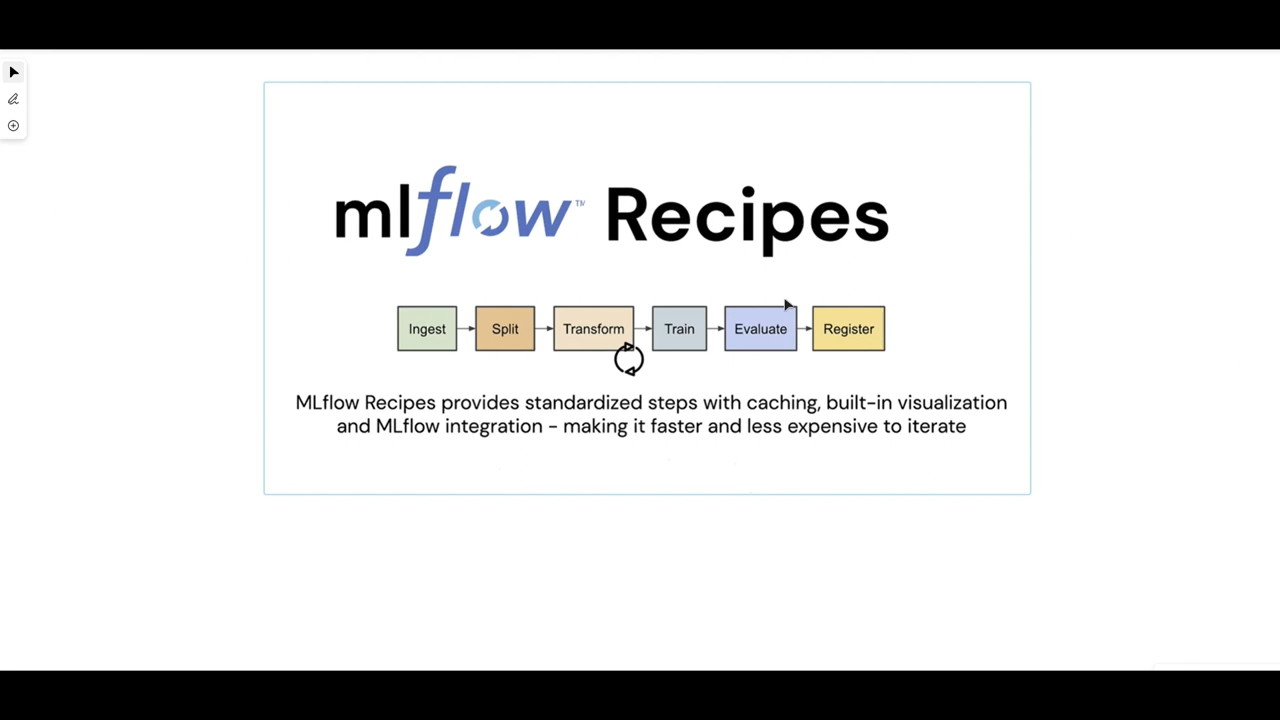 mlflow™ Recipes
Ingest Split Transform Train Evaluate Register
MLflow Recipes provides standardized steps with caching, built-in visualization
and MLflow integration - making it faster and less expensive to iterate